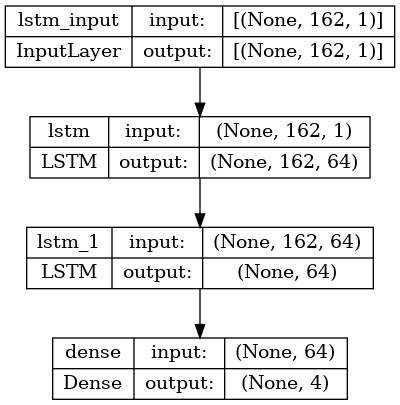 lstm_input input: [(None, 162, 1)]
InputLayer output: [(None, 162, 1)]
lstm input: (None, 162, 1)
LSTM output: (None, 162, 64)
lstm_1 input: (None, 162, 64)
LSTM output: (None, 64)
dense input: (None, 64)
Dense output: (None, 4)